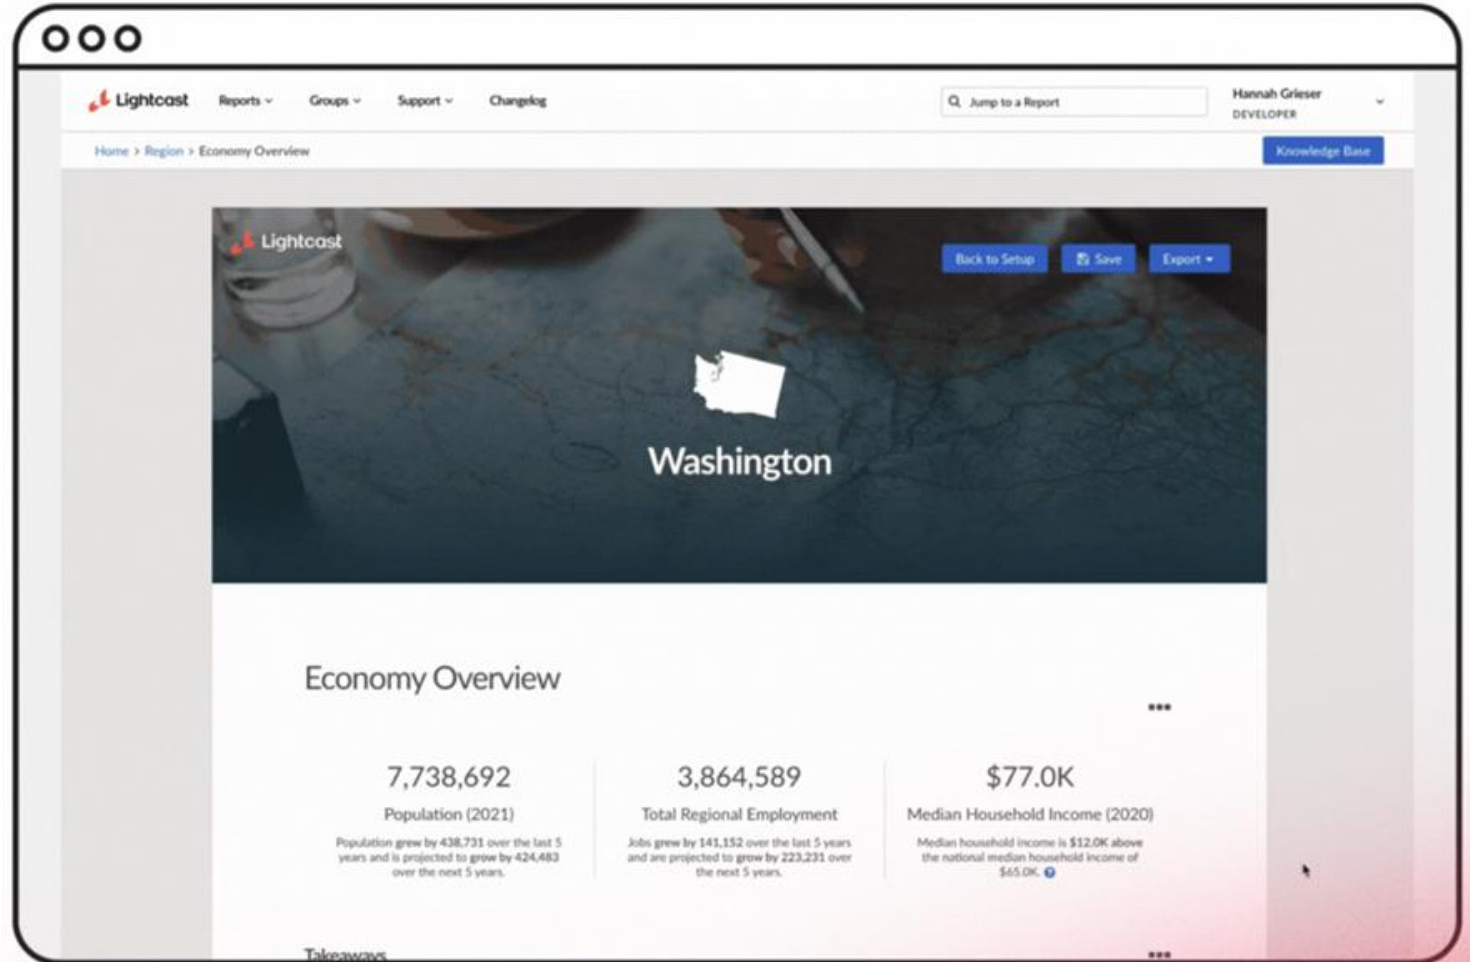 Lightcast
Reports
Groups
Support
Changelog
Jump to a Report
Hannah Grieser
DEVELOPER
Home > Region > Economy Overview
Knowledge Base
Lightcast
Back to Setup
Save
Export
Washington
Economy Overview
7,738,692
Population (2021)
Population grew by 438,731 over the last 5
years and is projected to grow by 424,483
over the next 5 years.
3,864,589
Total Regional Employment
Jobs grew by 141,152 over the last 5 years
and are projected to grow by 223,231 over
the next 5 years.
$77.0K
Median Household Income (2020)
Median household income is $12.0K above
the national median household income of
$65.0K.
Takeaways